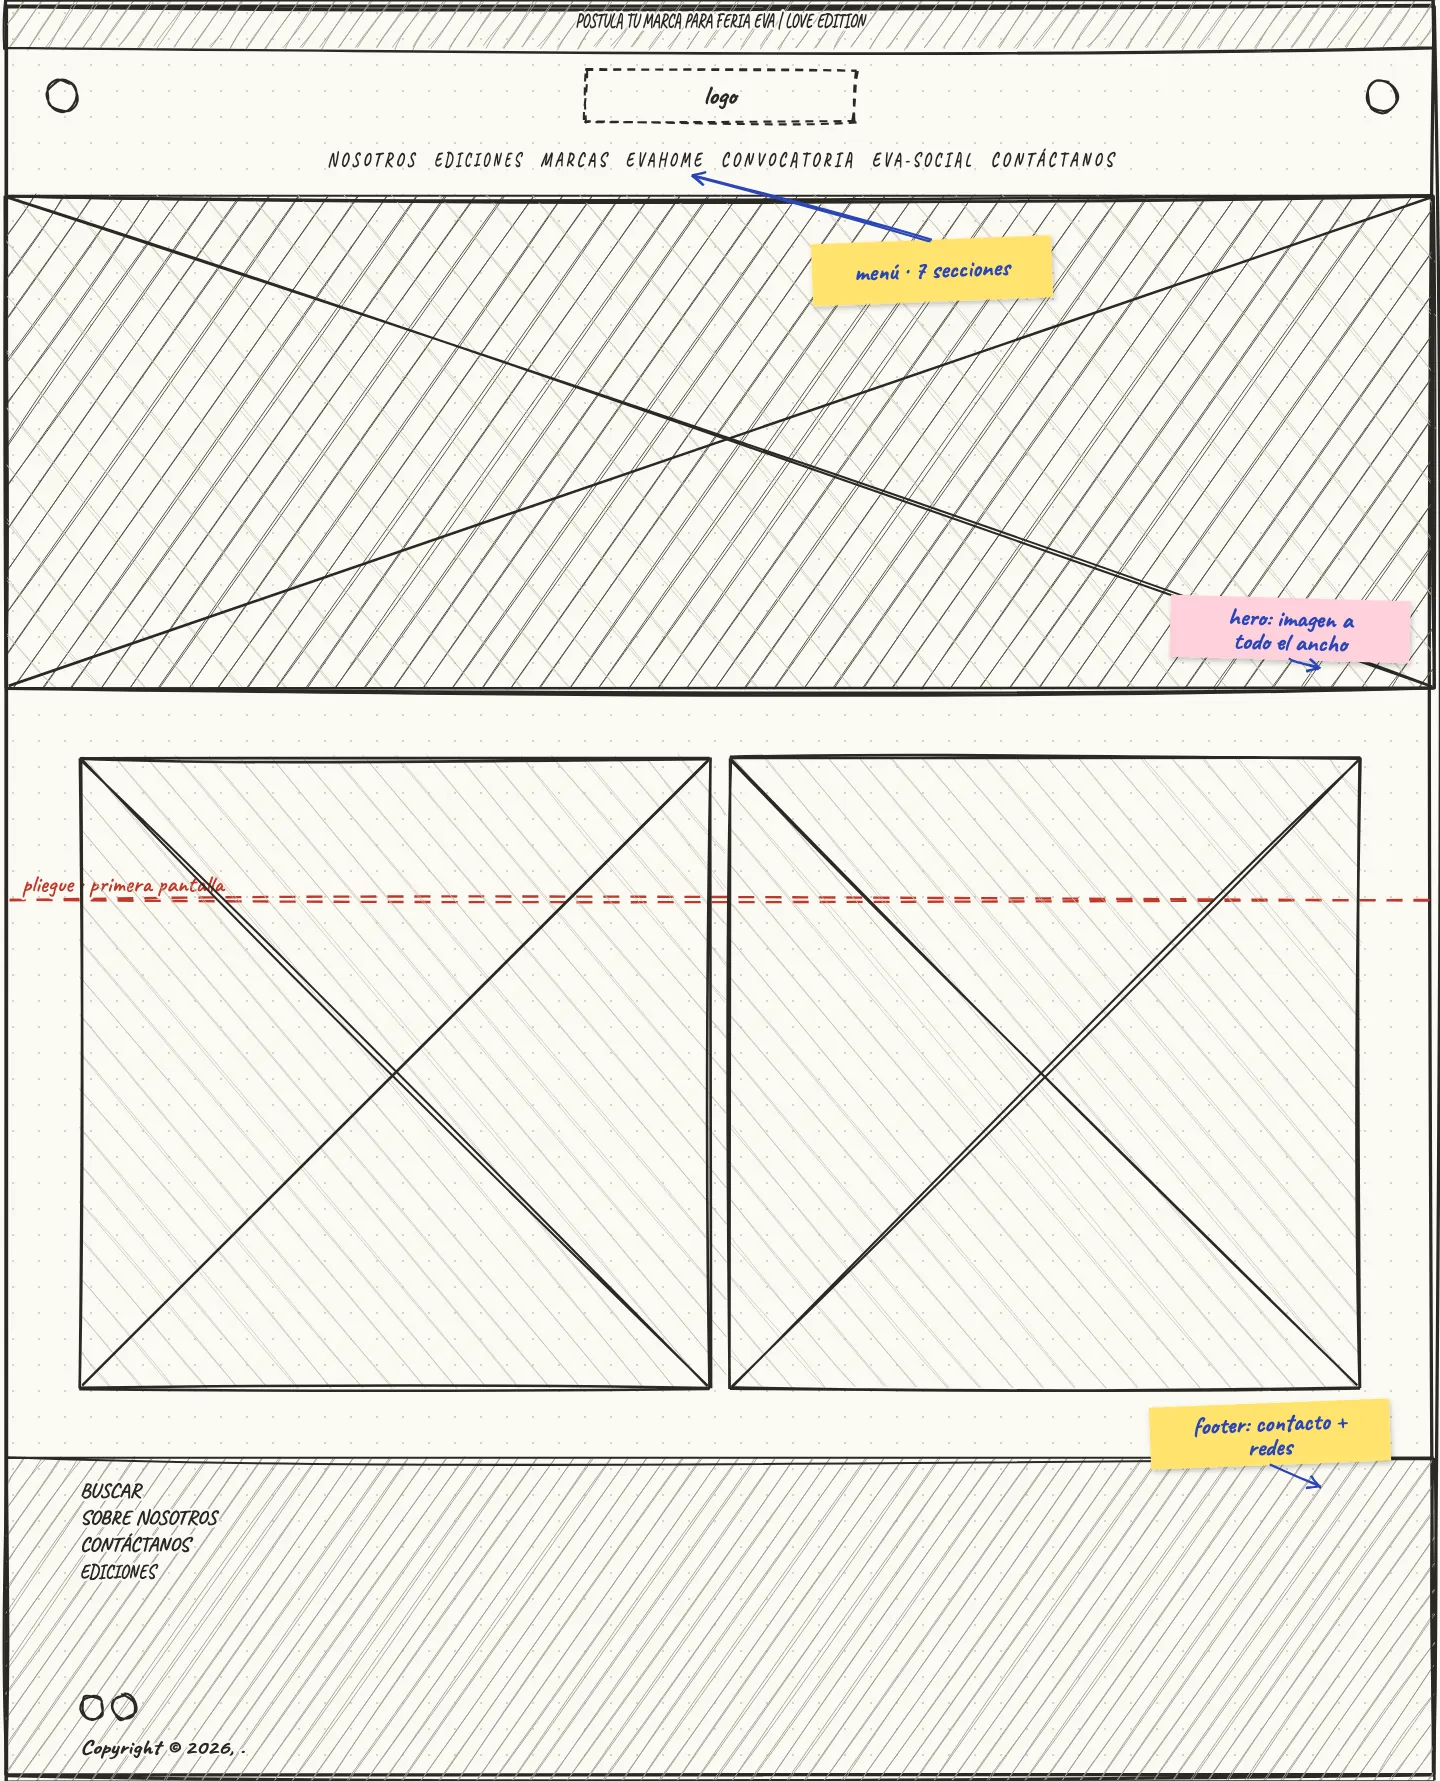 POSTULA TU MARCA PARA FERIA EVA | LOVE EDITION
logo
NOSOTROS EDICIONES MARCAS EVAHOME CONVOCATORIA EVA-SOCIAL CONTÁCTANOS
menú · 7 secciones
hero: imagen a
todo el ancho
pliegue · primera pantalla
footer: contacto +
redes
BUSCAR
SOBRE NOSOTROS
CONTÁCTANOS
EDICIONES
Copyright © 2026, .